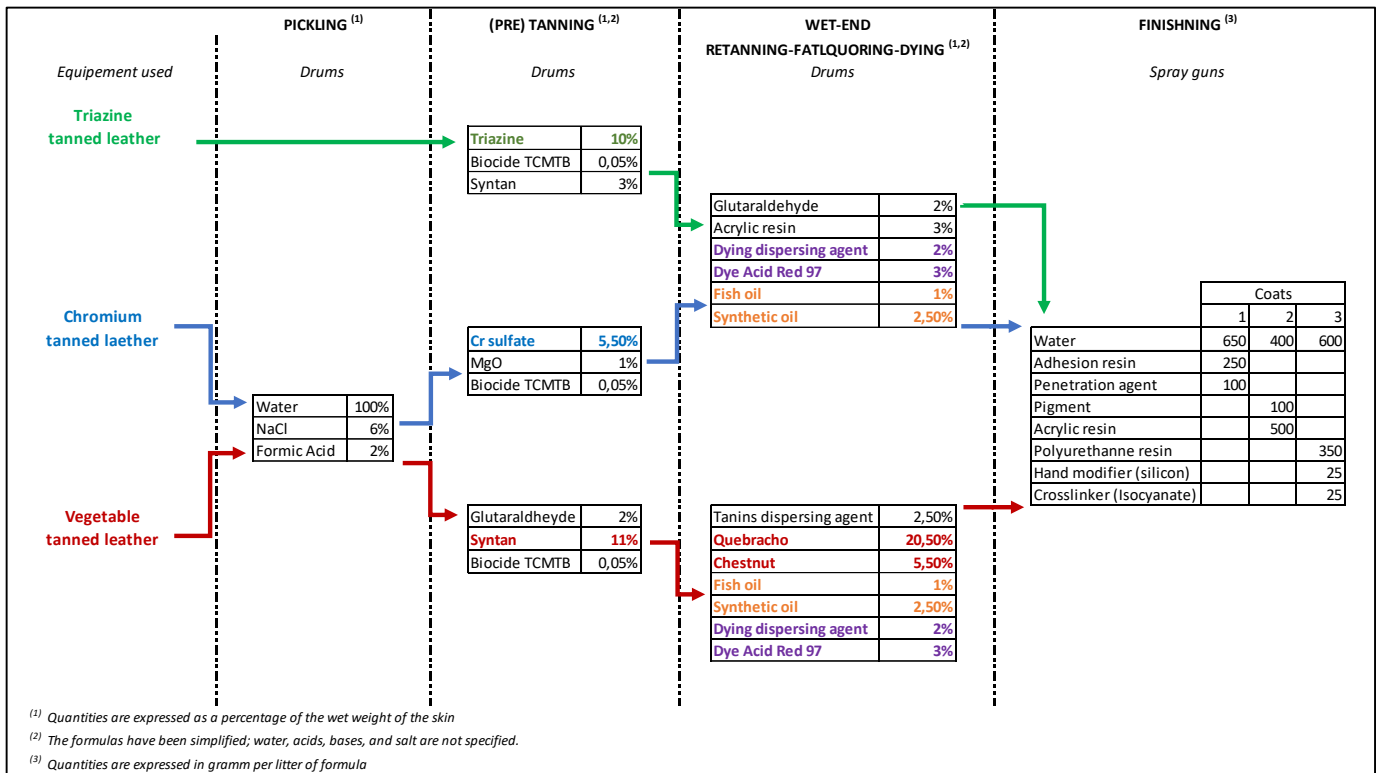 PICKLING (1)
(PRE) TANNING (1,2)
WET-END
RETANNING-FATLQUORING-DYING (1,2)
FINISHNING (3)
Equipement used
Drums
Drums
Drums
Spray guns
Triazine
tanned leather
Triazine 10%
Biocide TCMTB 0,05%
Syntan 3%
Glutaraldehyde 2%
Acrylic resin 3%
Dying dispersing agent 2%
Dye Acid Red 97 3%
Fish oil 1%
Synthetic oil 2,50%
Chromium
tanned laether
Cr sulfate 5,50%
MgO 1%
Biocide TCMTB 0,05%
Water 100%
NaCl 6%
Formic Acid 2%
Coats
1 2 3
Water 650 400 600
Adhesion resin 250
Penetration agent 100
Pigment 100
Acrylic resin 500
Polyurethanne resin 350
Hand modifier (silicon) 25
Crosslinker (Isocyanate) 25
Vegetable
tanned leather
Glutaraldheyde 2%
Syntan 11%
Biocide TCMTB 0,05%
Tanins dispersing agent 2,50%
Quebracho 20,50%
Chestnut 5,50%
Fish oil 1%
Synthetic oil 2,50%
Dying dispersing agent 2%
Dye Acid Red 97 3%
(1) Quantities are expressed as a percentage of the wet weight of the skin
(2) The formulas have been simplified; water, acids, bases, and salt are not specified.
(3) Quantities are expressed in gramm per litter of formula